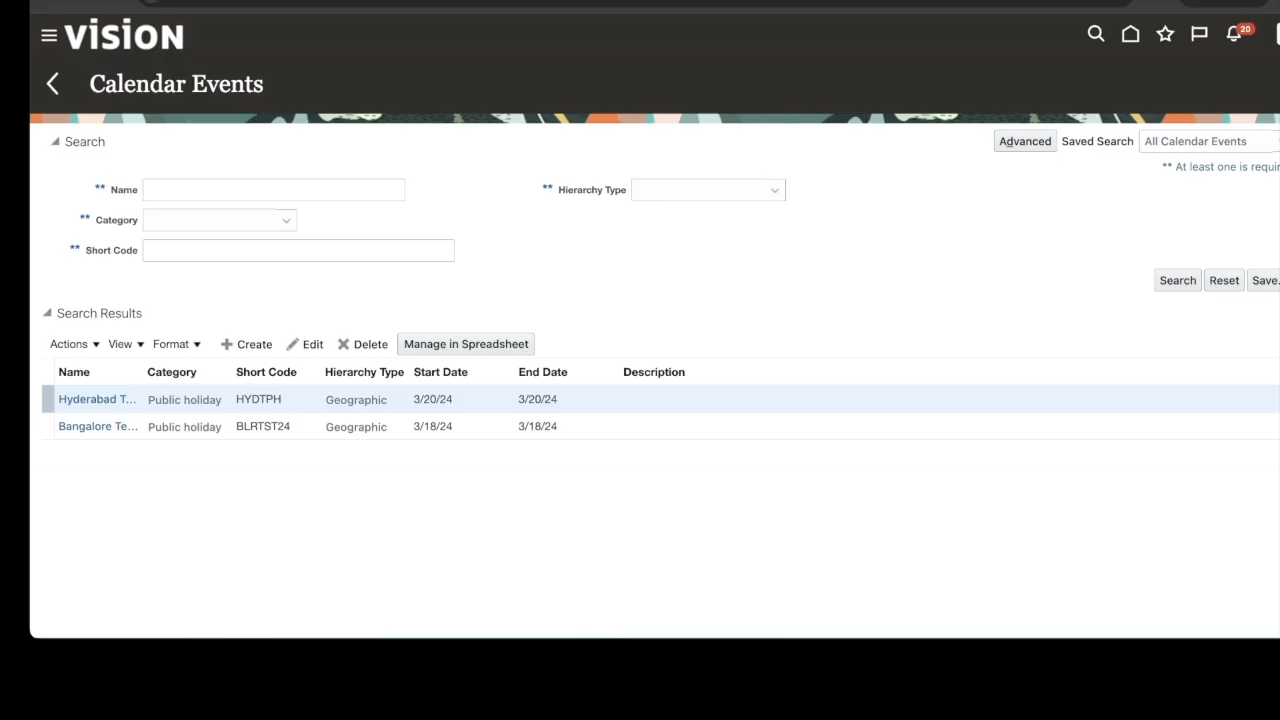 vision
20
Calendar Events
Search
Advanced Saved Search All Calendar Events
** At least one is
** Name
** Hierarchy Type
** Category
** Short Code
Search Reset Save.
Search Results
Actions View Format Create Edit Delete Manage in Spreadsheet
Name Category Short Code Hierarchy Type Start Date End Date Description
Hyderabad T... Public holiday HYDTPH Geographic 3/20/24 3/20/24
Bangalore Te... Public holiday BLRTST24 Geographic 3/18/24 3/18/24